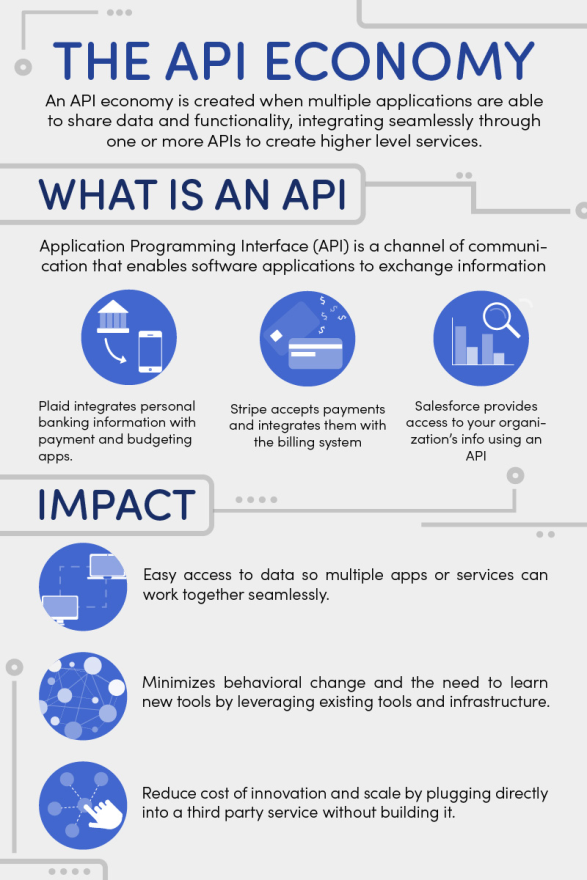 THE API ECONOMY
An API economy is created when multiple applications are able
to share data and functionality, integrating seamlessly through
one or more APIs to create higher level services.
WHAT IS AN API
Application Programming Interface (API) is a channel of communi-
cation that enables software applications to exchange information
$ $
$ $
$
Plaid integrates personal
banking information with
payment and budgeting
apps.
Stripe accepts payments
and integrates them with
the billing system
Salesforce provides
access to your organi-
zation's info using an
API
IMPACT
Easy access to data so multiple apps or services can
work together seamlessly.
Minimizes behavioral change and the need to learn
new tools by leveraging existing tools and infrastructure.
Reduce cost of innovation and scale by plugging directly
into a third party service without building it.